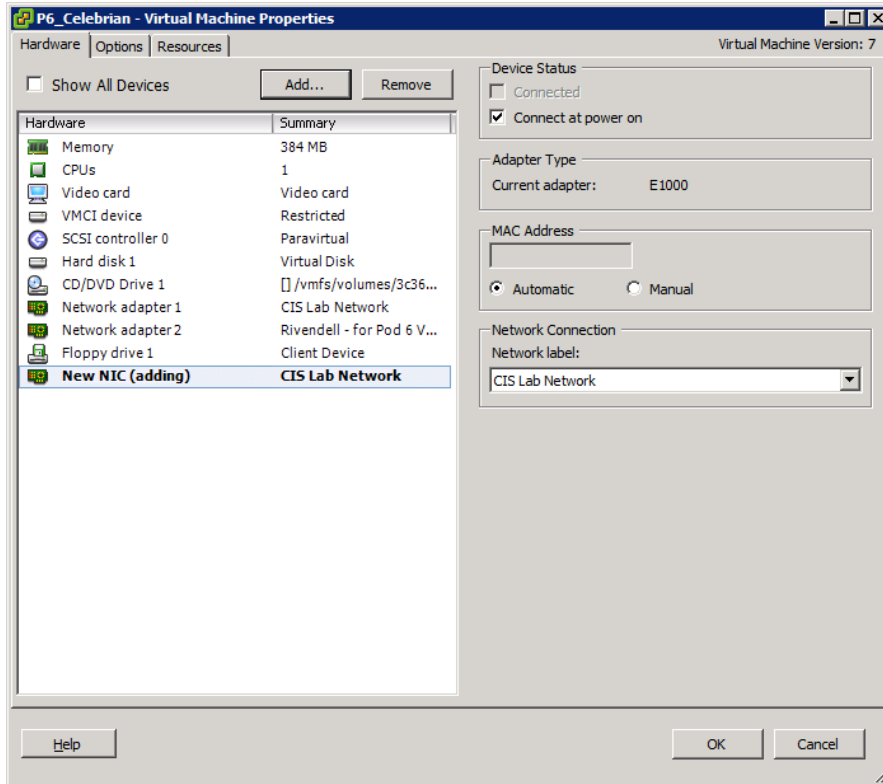 P6_Celebrian - Virtual Machine Properties
Hardware Options Resources Virtual Machine Version: 7
Show All Devices Add... Remove
Hardware Summary
Memory 384 MB
CPUs 1
Video card Video card
VMCI device Restricted
SCSI controller 0 Paravirtual
Hard disk 1 Virtual Disk
CD/DVD Drive 1 [] /vmfs/volumes/3c36...
Network adapter 1 CIS Lab Network
Network adapter 2 Rivendell - for Pod 6 V...
Floppy drive 1 Client Device
New NIC (adding) CIS Lab Network
Device Status
Connected
Connect at power on
Adapter Type
Current adapter: E1000
MAC Address
Automatic Manual
Network Connection
Network label:
CIS Lab Network
Help OK Cancel